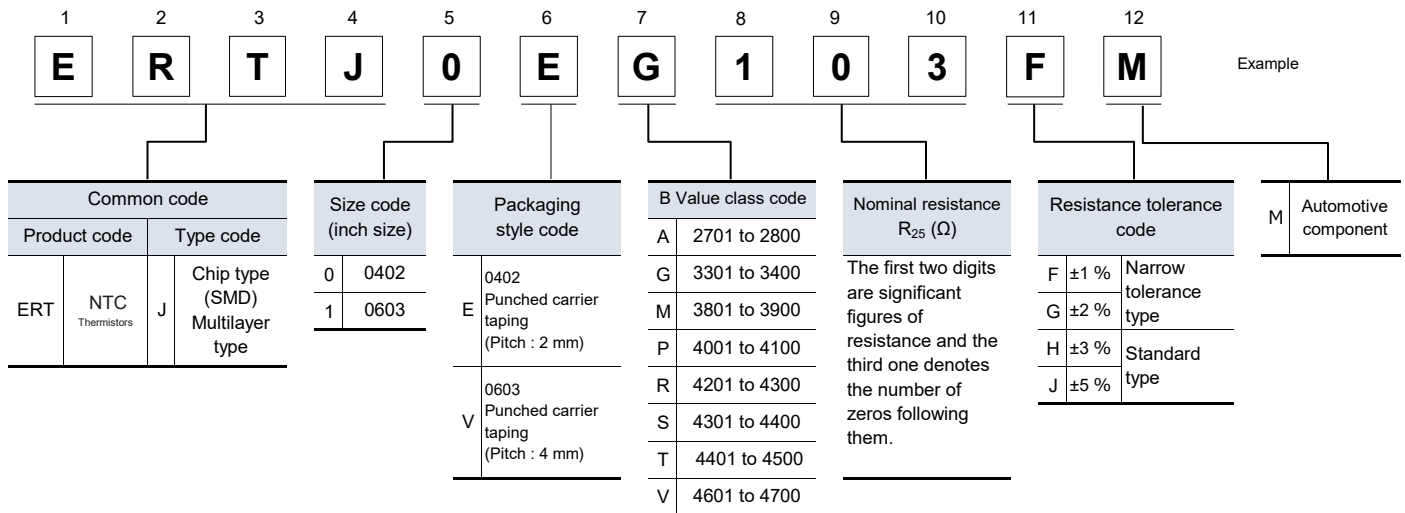 1 2 3 4 5 6 7 8 9 10 11 12
E R T J 0 E G 1 0 3 F M Example
Common code
Product code Type code
ERT NTC Thermistors J Chip type (SMD) Multilayer type
Size code
(inch size)
0 0402
1 0603
Packaging
style code
E 0402
Punched carrier
taping
(Pitch : 2 mm)
V 0603
Punched carrier
taping
(Pitch : 4 mm)
B Value class code
A 2701 to 2800
G 3301 to 3400
M 3801 to 3900
P 4001 to 4100
R 4201 to 4300
S 4301 to 4400
T 4401 to 4500
V 4601 to 4700
Nominal resistance
R25 (Ω)
The first two digits
are significant
figures of
resistance and the
third one denotes
the number of
zeros following
them.
Resistance tolerance
code
F ±1 % Narrow
tolerance
G ±2 % type
H ±3 % Standard
J ±5 % type
M Automotive
component